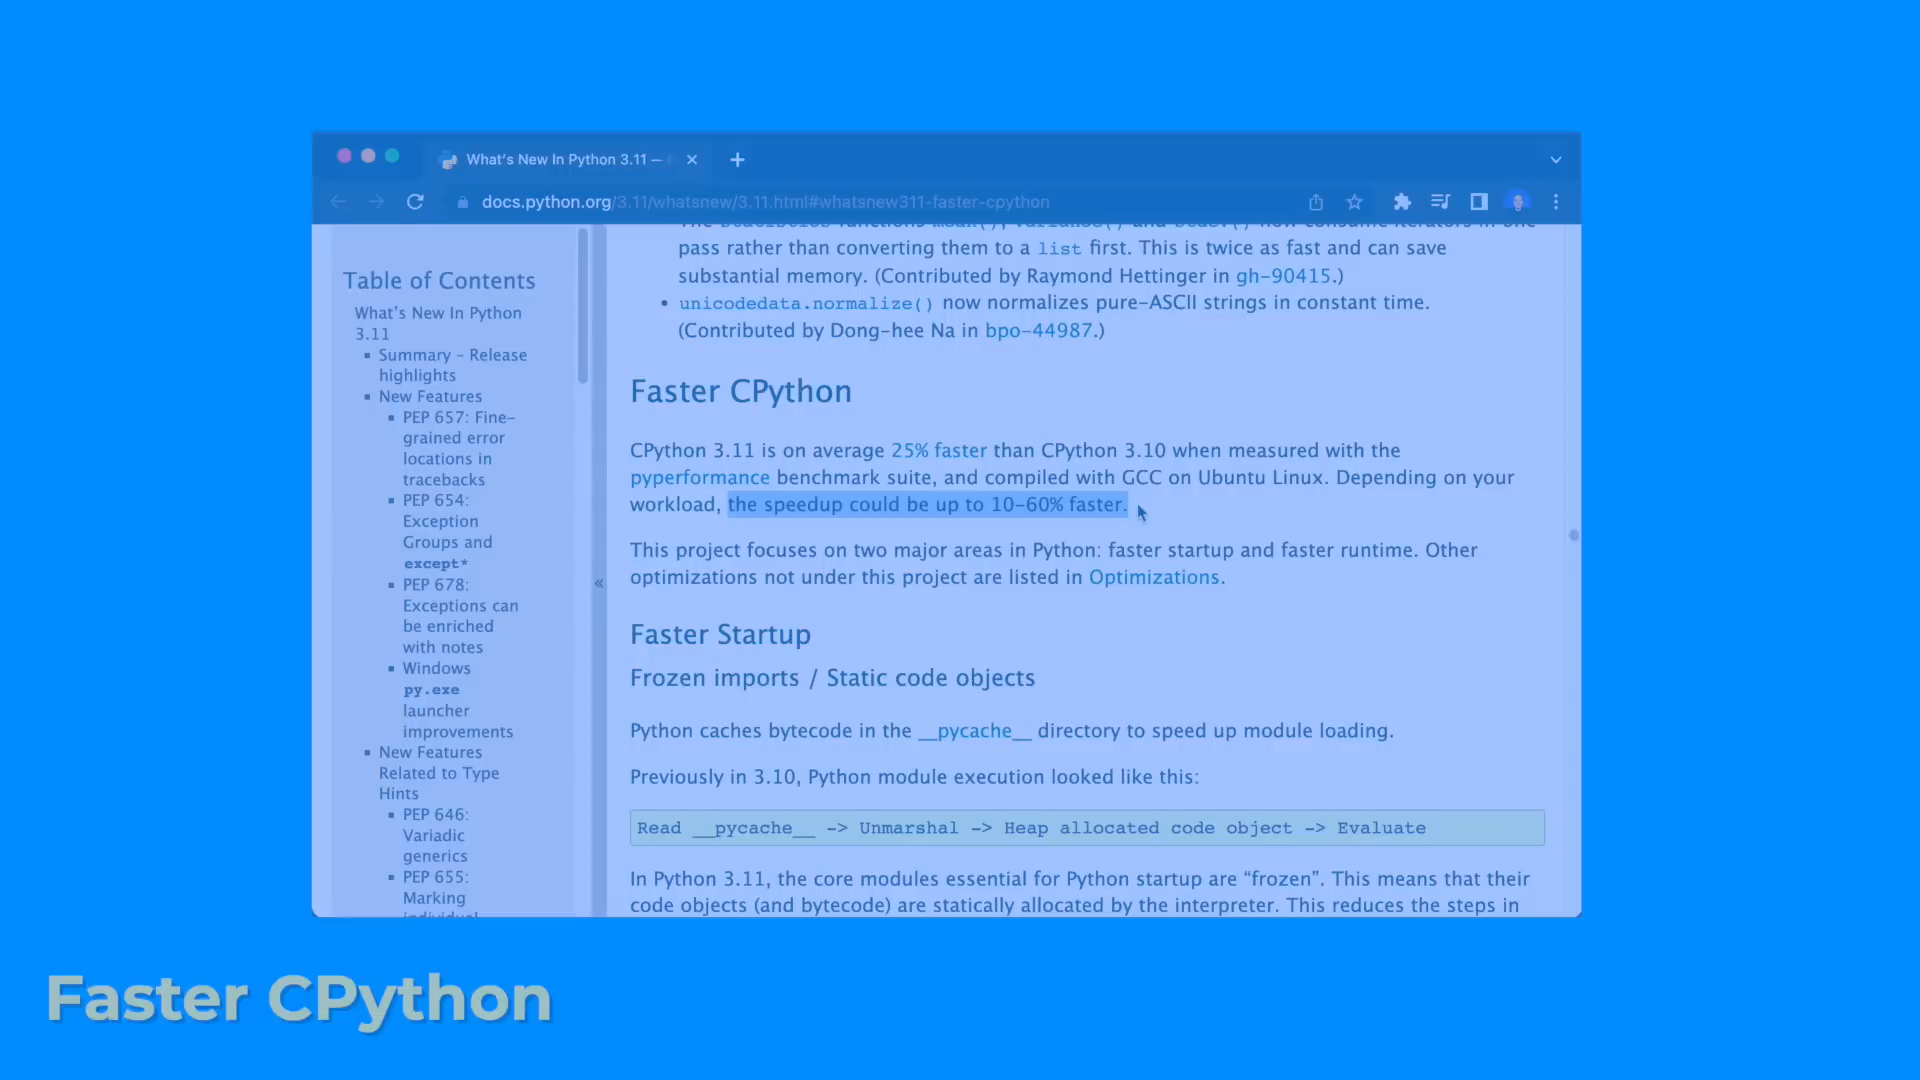 What's New In Python 3.11 –
docs.python.org/3.11/whatsnew/3.11.html#whatsnew311-faster-cpython
Table of Contents
What's New In Python
3.11
Summary – Release
highlights
New Features
PEP 657: Fine-
grained error
locations in
tracebacks
PEP 654:
Exception
Groups and
except*
PEP 678:
Exceptions can
be enriched
with notes
Windows
py.exe
launcher
improvements
New Features
Related to Type
Hints
PEP 646:
Variadic
generics
PEP 655:
Marking
«
pass rather than converting them to a list first. This is twice as fast and can save
substantial memory. (Contributed by Raymond Hettinger in gh-90415.)
• unicodedata.normalize() now normalizes pure-ASCII strings in constant time.
(Contributed by Dong-hee Na in bpo-44987.)
Faster CPython
CPython 3.11 is on average 25% faster than CPython 3.10 when measured with the
pyperformance benchmark suite, and compiled with GCC on Ubuntu Linux. Depending on your
workload, the speedup could be up to 10-60% faster.
This project focuses on two major areas in Python: faster startup and faster runtime. Other
optimizations not under this project are listed in Optimizations.
Faster Startup
Frozen imports / Static code objects
Python caches bytecode in the __pycache__ directory to speed up module loading.
Previously in 3.10, Python module execution looked like this:
Read __pycache__ -> Unmarshal -> Heap allocated code object -> Evaluate
In Python 3.11, the core modules essential for Python startup are “frozen”. This means that their
code objects (and bytecode) are statically allocated by the interpreter. This reduces the steps in
Faster CPython